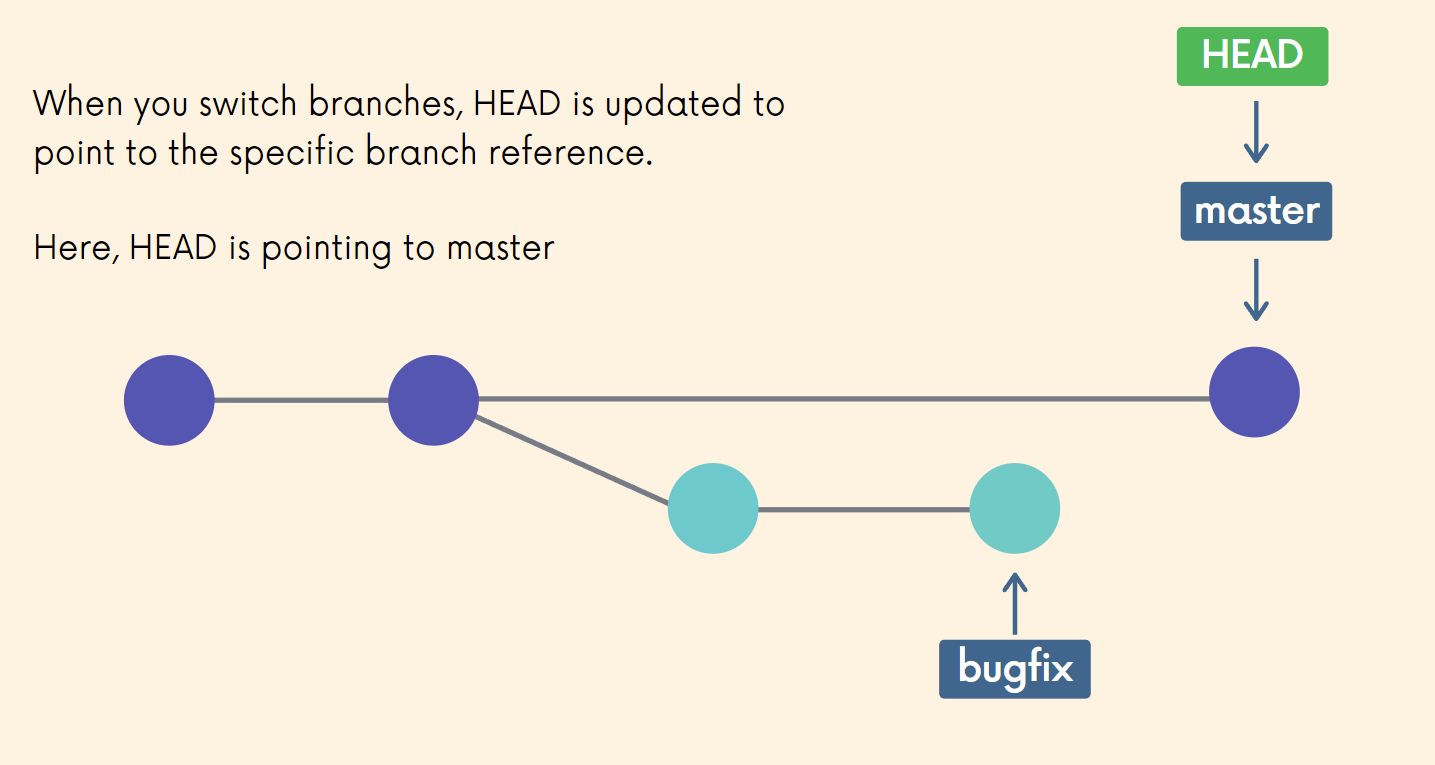 HEAD
When you switch branches, HEAD is updated to
point to the specific branch reference.
master
Here, HEAD is pointing to master
bugfix